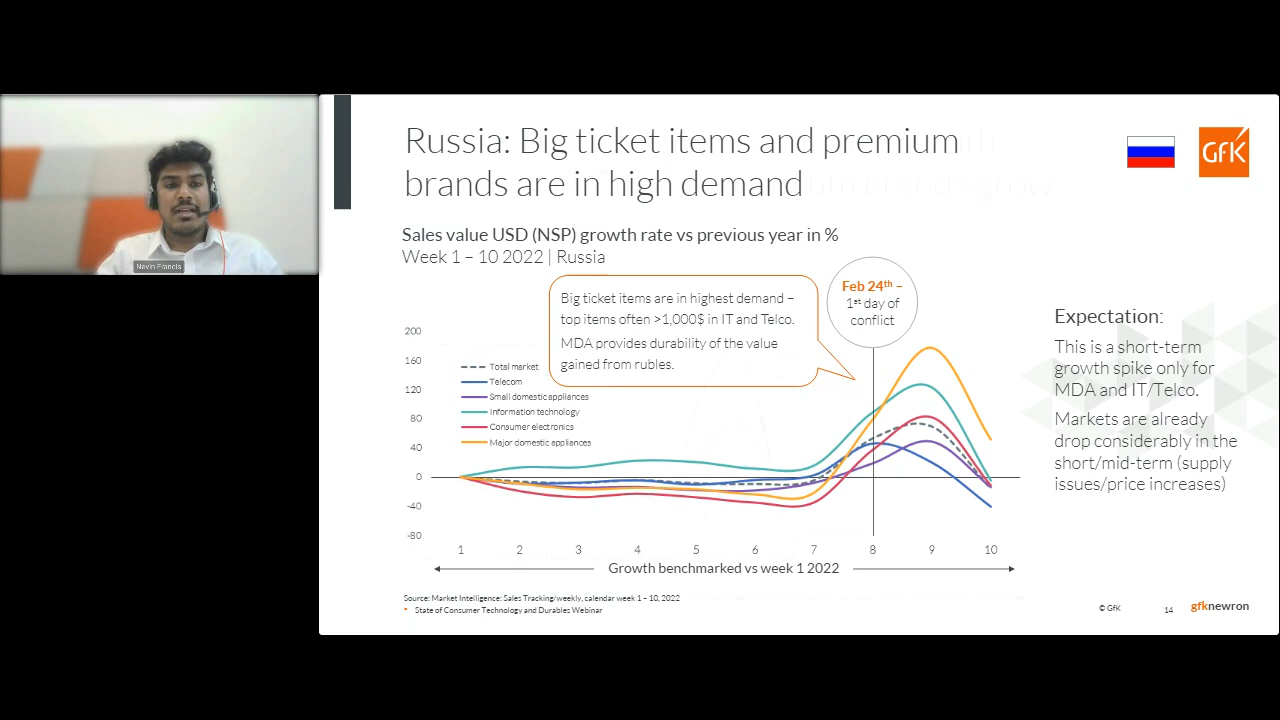 Nevin Francis
Russia: Big ticket items and premium
brands are in high demand
GfK
Sales value USD (NSP) growth rate vs previous year in %
Week 1 – 10 2022 | Russia
Big ticket items are in highest demand –
top items often >1,000$ in IT and Telco.
MDA provides durability of the value
gained from rubles.
Feb 24th –
1st day of
conflict
Expectation:
This is a short-term
growth spike only for
MDA and IT/Telco.
Markets are already
drop considerably in the
short/mid-term (supply
issues/price increases)
200
160
120
80
40
0
-40
-80
Total market
Telecom
Small domestic appliances
Information technology
Consumer electronics
Major domestic appliances
1 2 3 4 5 6 7 8 9 10
Growth benchmarked vs week 1 2022
Source: Market Intelligence: Sales Tracking/weekly, calendar week 1 – 10, 2022
State of Consumer Technology and Durables Webinar
© GfK
14
gfknewron